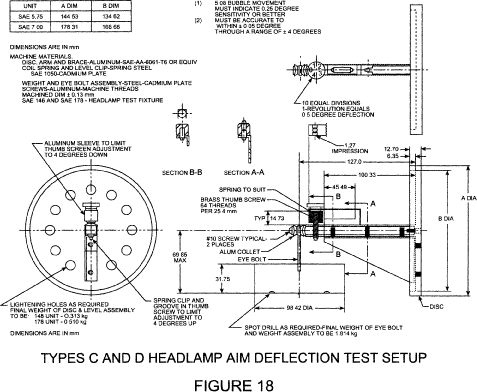 UNIT A DIM B DIM
SAE 5.75 144 53 134 62
SAE 7 00 178 31 166 66
DIMENSIONS ARE IN mm
MACHINE MATERIALS.
DISC, ARM AND BRACE-ALUMINUM-SAE-AA-6061-T6 OR EQUIV
COIL SPRING AND LEVEL CLIP-SPRING STEEL
SAE 1050-CADMIUM PLATE
WEIGHT AND EYE BOLT ASSEMBLY-STEEL-CADMIUM PLATE
SCREWS-ALUMINUM-MACHINE THREADS
MACHINED DIM ± 0.13 mm
SAE 146 AND SAE 178 - HEADLAMP TEST FIXTURE
(1) 5 08 BUBBLE MOVEMENT
MUST INDICATE 0.25 DEGREE
SENSITIVITY OR BETTER
(2) MUST BE ACCURATE TO
WITHIN ± 0 05 DEGREE
THROUGH A RANGE OF ± 4 DEGREES
10 EQUAL DIVISIONS
1-REVOLUTION EQUALS
0 5 DEGREE DEFLECTION
ALUMINUM SLEEVE TO LIMIT
THUMB SCREEN ADJUSTMENT
TO 4 DEGREES DOWN
SECTION B-B
SECTION A-A
1.27
IMPRESSION
12.70
6.35
127.0
100.33
45.49
SPRING TO SUIT
BRASS THUMB SCREW
64 THREADS
PER 25.4 mm
TYP 14.73
B
A
A DIM
B DIM
#10 SCREW TYPICAL-
2 PLACES
ALUM COLLET
EYE BOLT
B
A
69 85
MAX
31.75
98 42 DIA
DISC
LIGHTENING HOLES AS REQUIRED
FINAL WEIGHT OF DISC & LEVEL ASSEMBLY
TO BE: 146 UNIT - 0.313 kg
178 UNIT - 0.510 kg
DIMENSIONS ARE IN mm
SPRING CLIP AND
GROOVE IN THUMB
SCREW TO LIMIT
ADJUSTMENT TO
4 DEGREES UP
SPOT DRILL AS REQUIRED-FINAL WEIGHT OF EYE BOLT
AND WEIGHT ASSEMBLY TO BE 1.814 kg
TYPES C AND D HEADLAMP AIM DEFLECTION TEST SETUP
FIGURE 18